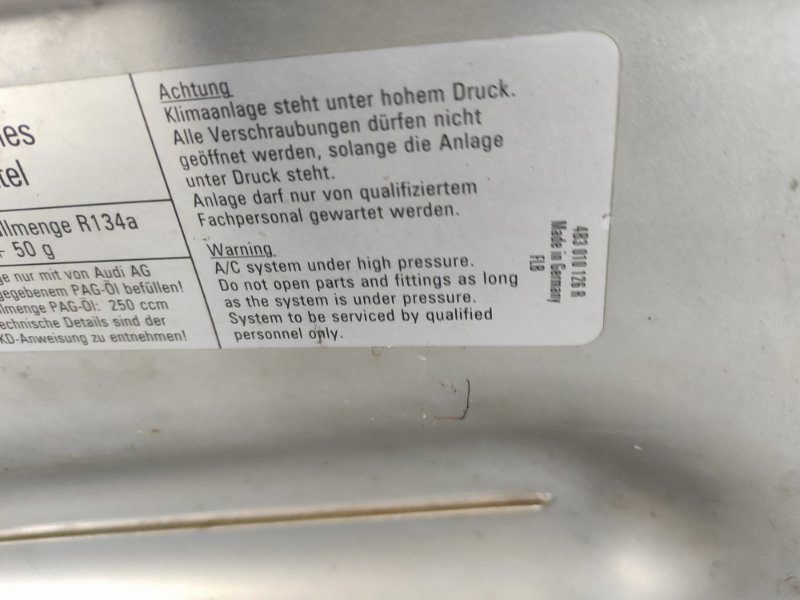 Achtung
Klimaanlage steht unter hohem Druck.
Alle Verschraubungen dürfen nicht
geöffnet werden, solange die Anlage
unter Druck steht.
Anlage darf nur von qualifiziertem
Fachpersonal gewartet werden.
Warning
A/C system under high pressure.
Do not open parts and fittings as long
as the system is under pressure.
System to be serviced by qualified
personnel only.
es
tel
llmenge R134a
50 g
ge nur mit von Audi AG
gegebenem PAG-Öl befüllen!
lmenge PAG-Öl: 250 ccm
echnische Details sind der
KD-Anweisung zu entnehmen!
4B3 010 126 R
Made in Germany
FLB